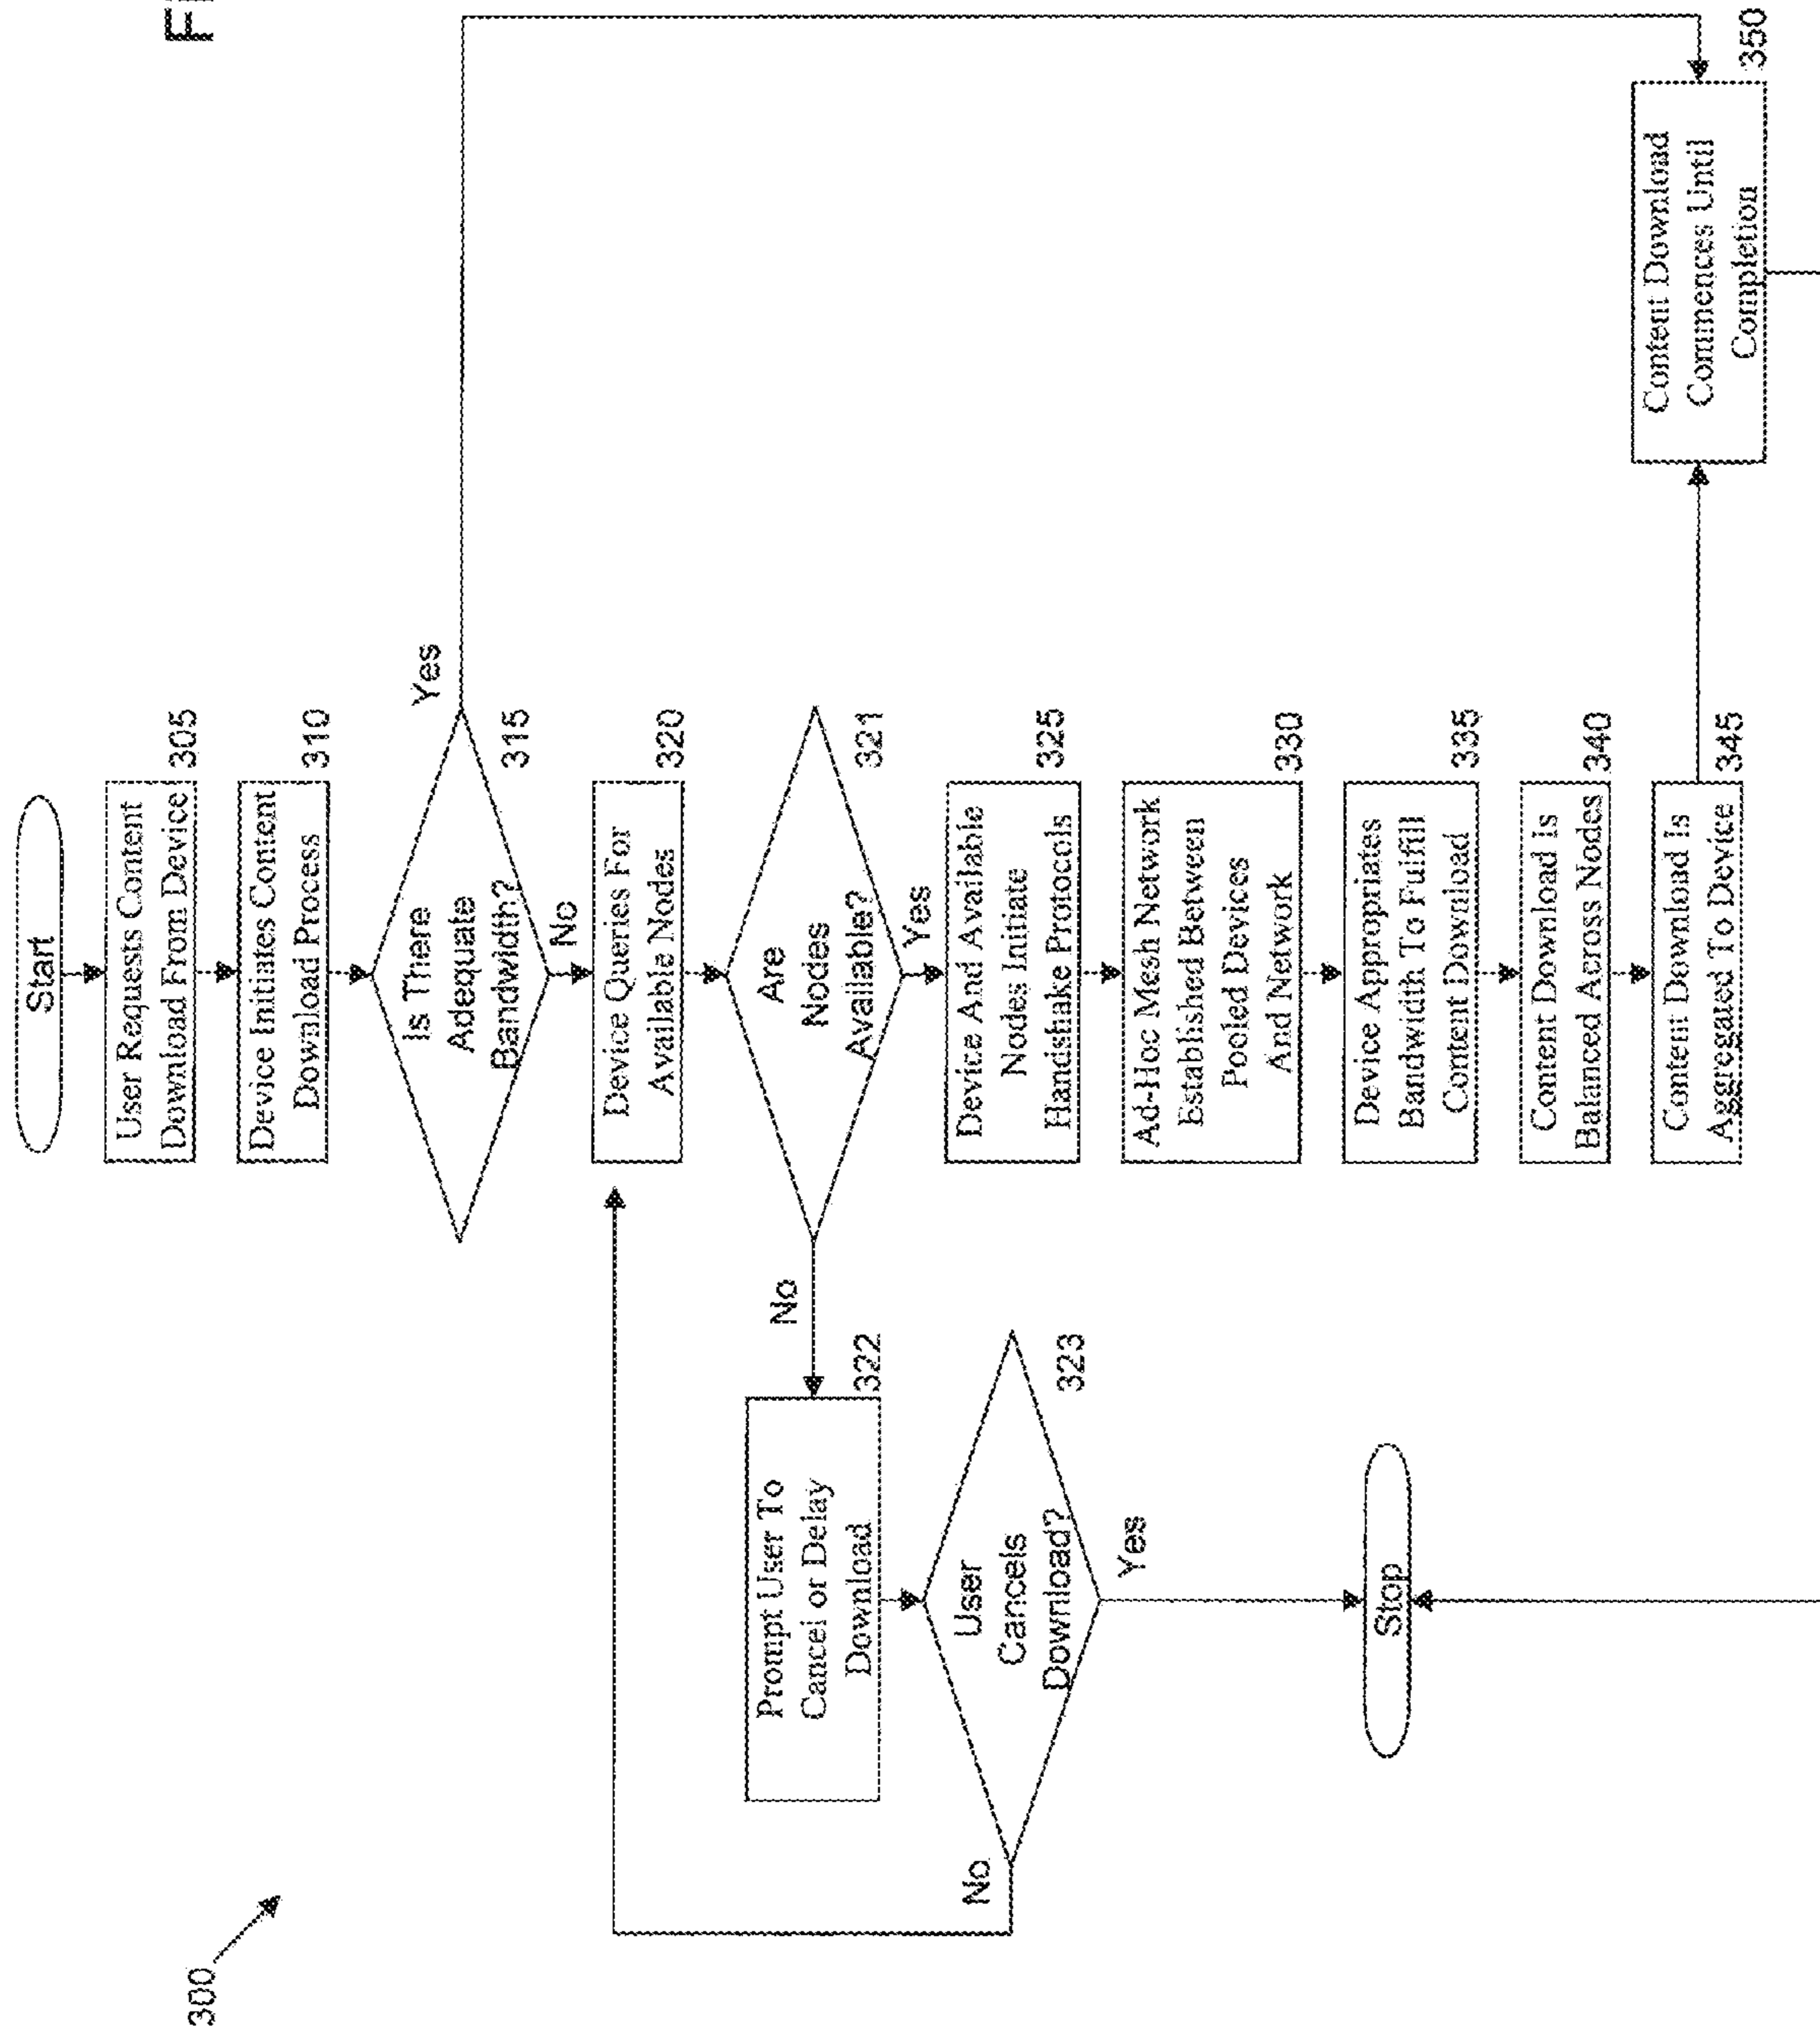 300
Start
User Requests Content
Download From Device
305
Device Initiates Content
Download Process
310
Is There
Adequate
Bandwidth?
315
Yes
No
Device Queries For
Available Nodes
320
Are
Nodes
Available?
321
No
Yes
Prompt User To
Cancel or Delay
Download
322
User
Cancels
Download?
323
No
Yes
Stop
Device And Available
Nodes Initiate
Handshake Protocols
325
Ad-Hoc Mesh Network
Established Between
Pooled Devices
And Network
330
Device Appropriates
Bandwidth To Fulfill
Content Download
335
Content Download Is
Balanced Across Nodes
340
Content Download Is
Aggregated To Device
345
Content Download
Commences Until
Completion
350